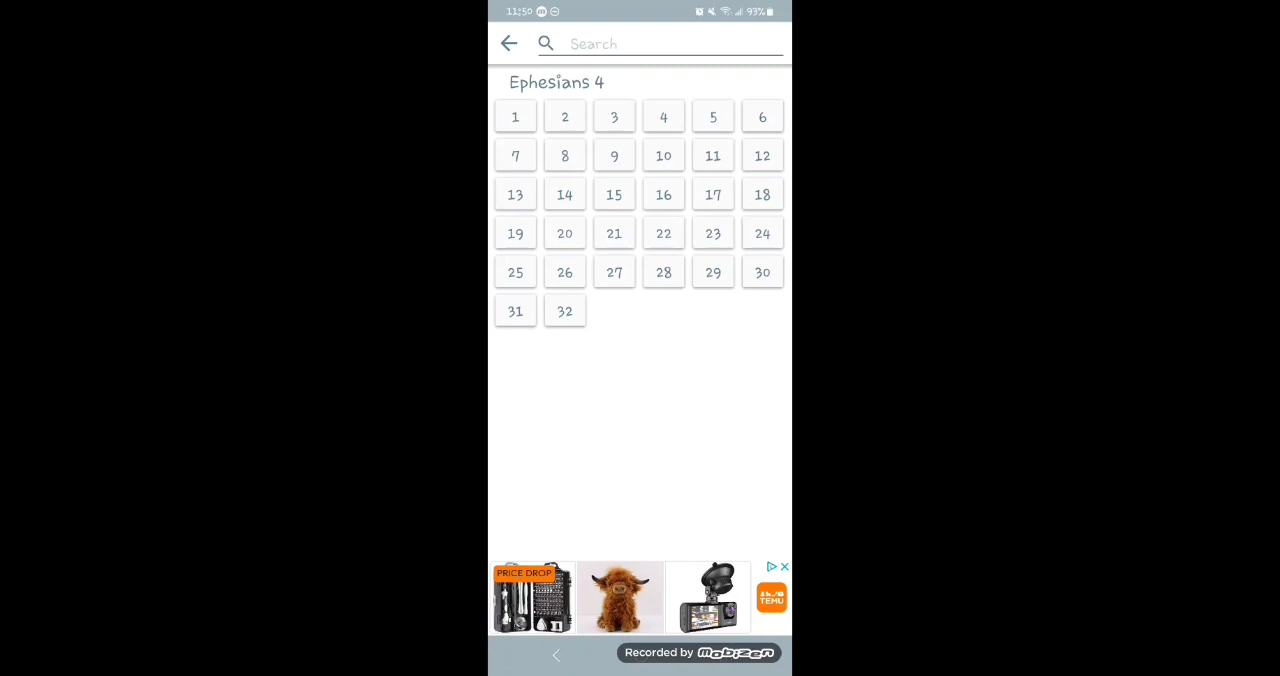 11:50 93%
Search
Ephesians 4
1 2 3 4 5 6
7 8 9 10 11 12
13 14 15 16 17 18
19 20 21 22 23 24
25 26 27 28 29 30
31 32
PRICE DROP
TEMU
Recorded by mobizen